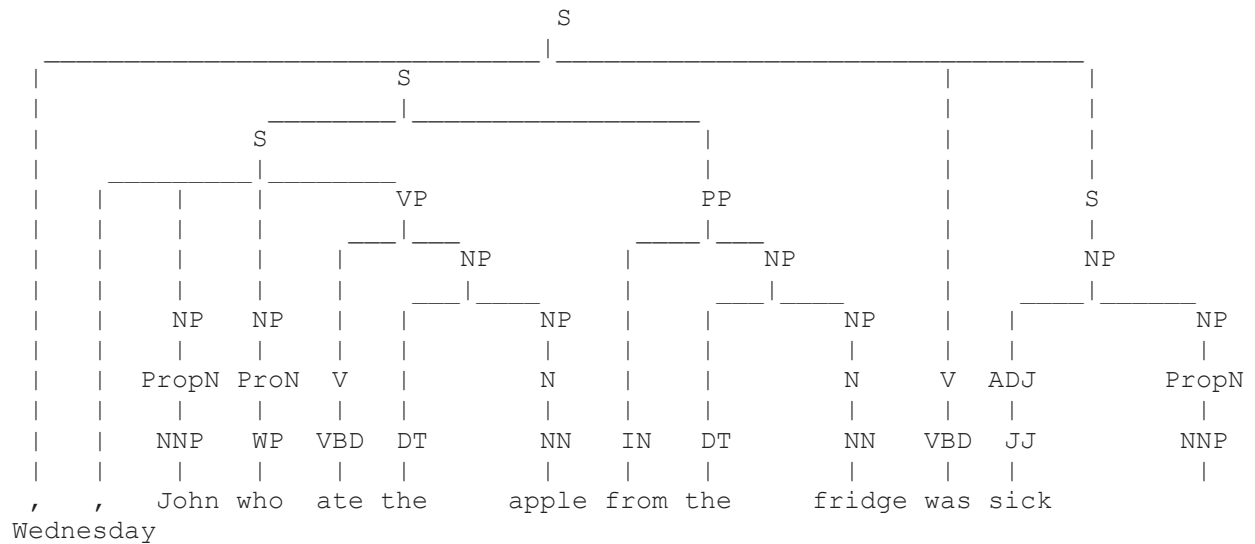 S
S
S
VP PP S
NP NP NP
NP NP NP NP NP
PropN ProN V N N V ADJ PropN
NNP WP VBD DT NN IN DT NN VBD JJ NNP
, , John who ate the apple from the fridge was sick
Wednesday